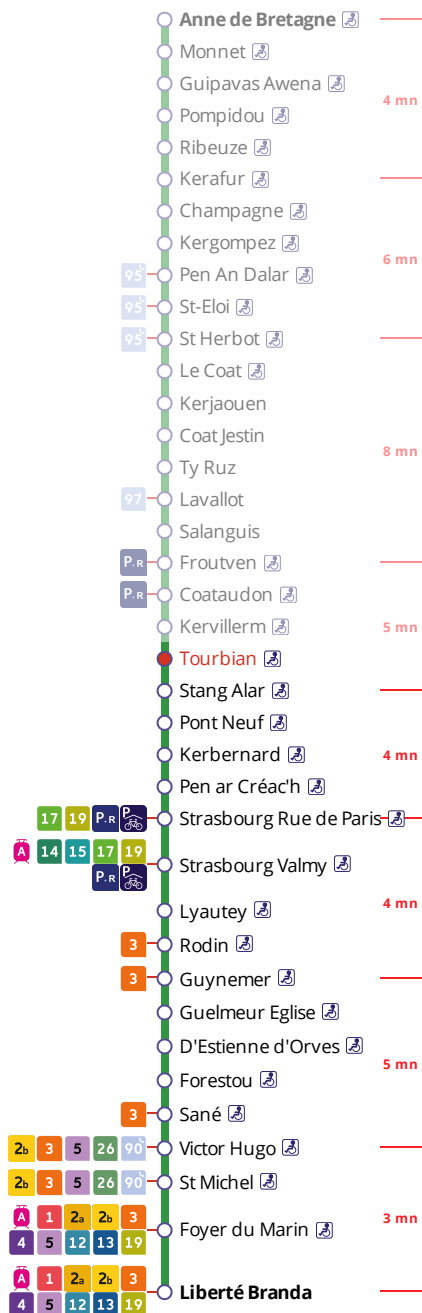 Anne de Bretagne
Monnet
Guipavas Awena
4 mn
Pompidou
Ribeuze
Kerafur
Champagne
Kergompez
6 mn
95 Pen An Dalar
95 St-Eloi
95 St Herbot
Le Coat
Kerjaouen
Coat Jestin
8 mn
Ty Ruz
97 Lavallot
Salanguis
P+R Froutven
P+R Coataudon
Kervillerm
5 mn
Tourbian
Stang Alar
Pont Neuf
Kerbernard
4 mn
Pen ar Créac'h
17 19 P+R P Strasbourg Rue de Paris
A 14 15 17 19
P+R P
Strasbourg Valmy
4 mn
Lyautey
3 Rodin
3 Guynemer
Guelmeur Eglise
D'Estienne d'Orves
5 mn
Forestou
3 Sané
2b 3 5 26 90 Victor Hugo
2b 3 5 26 90 St Michel
A 1 2a 2b 3
4 5 12 13 19
Foyer du Marin
3 mn
A 1 2a 2b 3
4 5 12 13 19
Liberté Branda